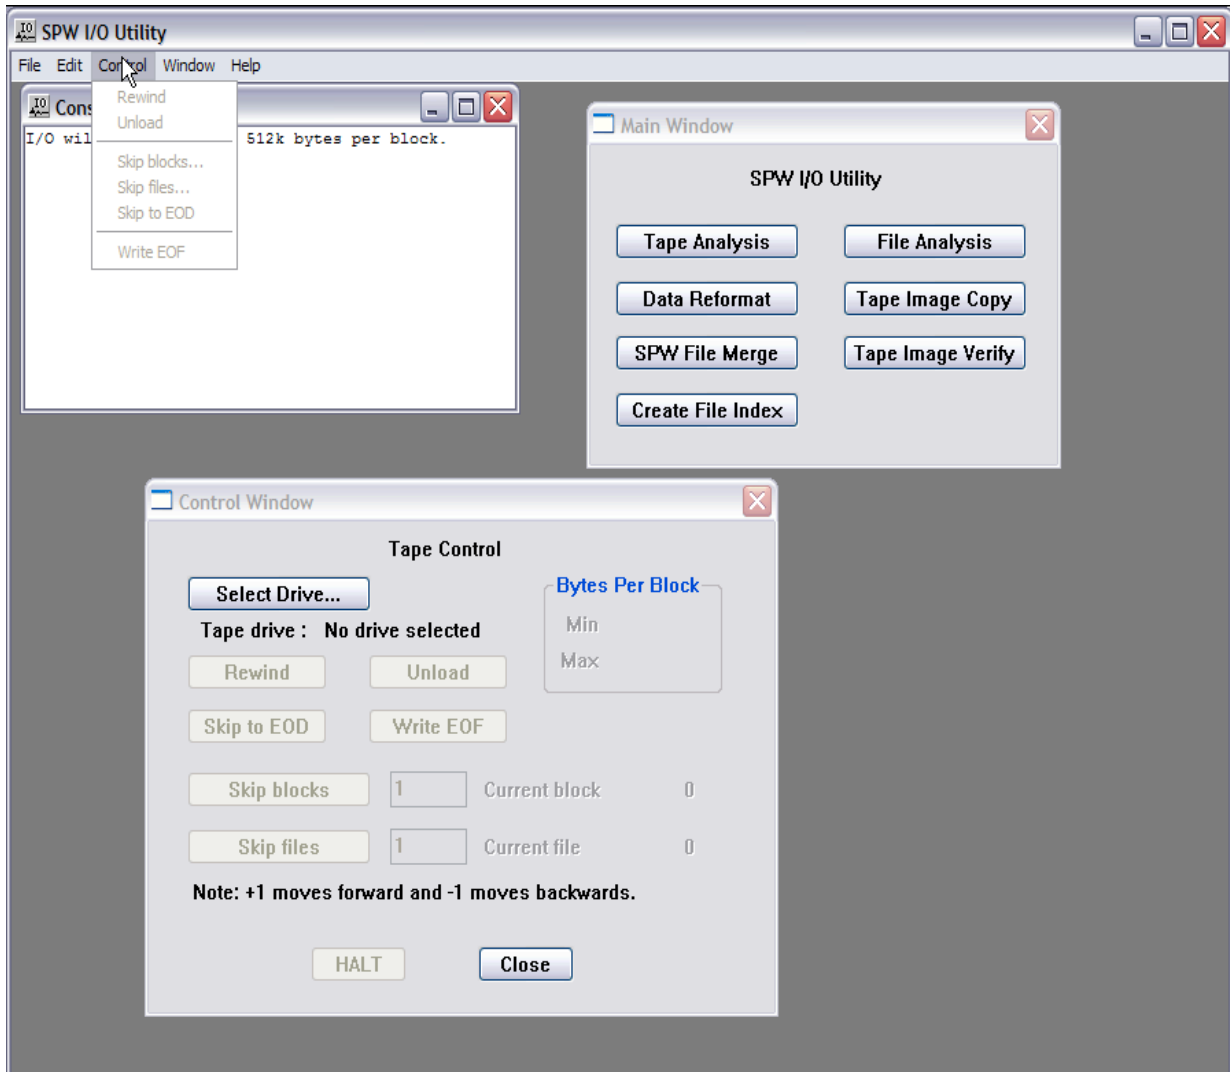 SPW I/O Utility
File Edit Control Window Help
Rewind
Unload
Skip blocks...
Skip files...
Skip to EOD
Write EOF
Cons
I/O wil 512k bytes per block.
Main Window
SPW I/O Utility
Tape Analysis File Analysis
Data Reformat Tape Image Copy
SPW File Merge Tape Image Verify
Create File Index
Control Window
Tape Control
Select Drive... Bytes Per Block
Tape drive : No drive selected Min
Rewind Unload Max
Skip to EOD Write EOF
Skip blocks 1 Current block 0
Skip files 1 Current file 0
Note: +1 moves forward and -1 moves backwards.
HALT Close